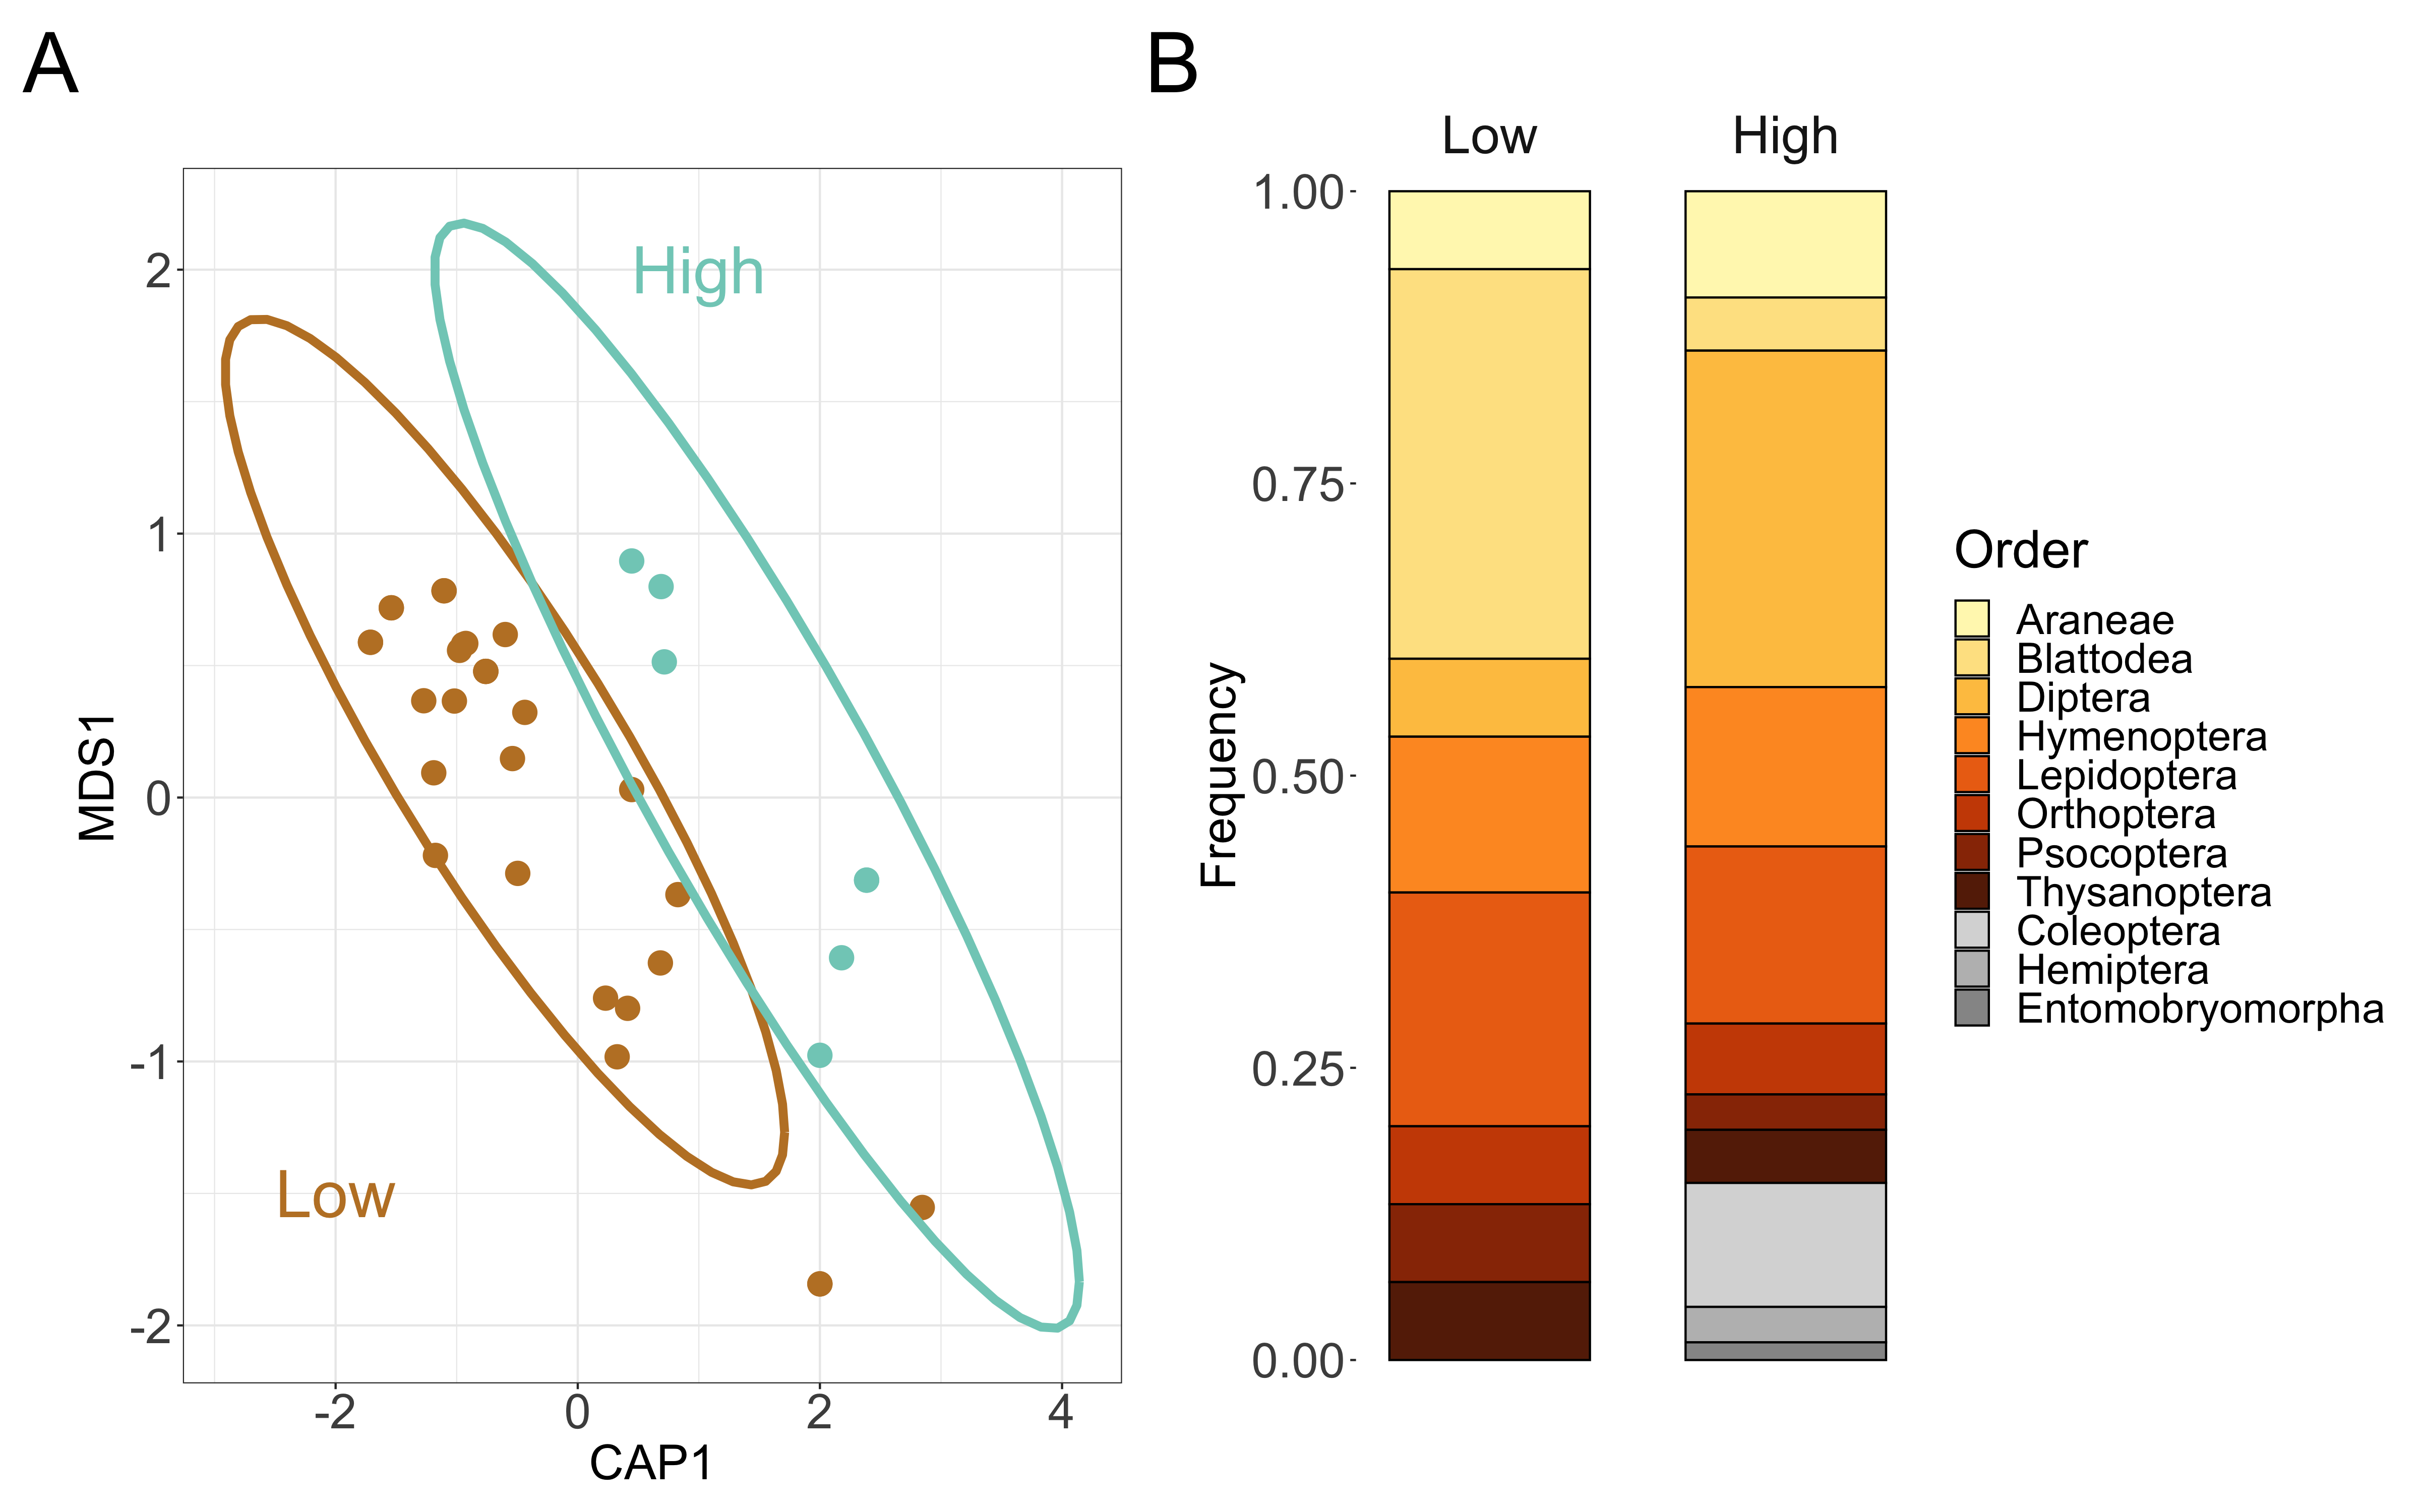 A
High
Low
2
1
0
-1
-2
MDS1
-2
0
2
4
CAP1
B
Low
High
1.00
0.75
0.50
0.25
0.00
Frequency
Order
Araneae
Blattodea
Diptera
Hymenoptera
Lepidoptera
Orthoptera
Psocoptera
Thysanoptera
Coleoptera
Hemiptera
Entomobryomorpha